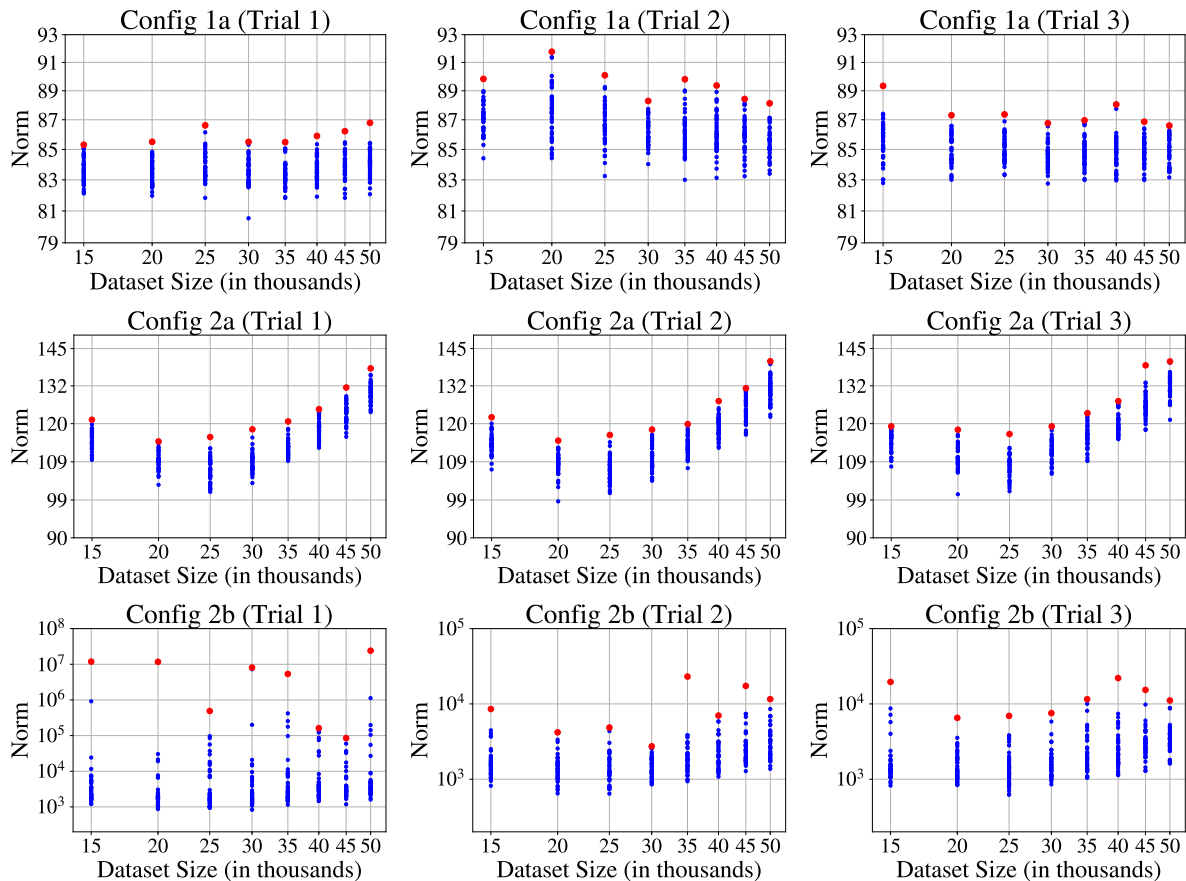 Config 1a (Trial 1)
Norm
93
91
89
87
85
83
81
79
15 20 25 30 35 40 45 50
Dataset Size (in thousands)
Config 1a (Trial 2)
Norm
93
91
89
87
85
83
81
79
15 20 25 30 35 40 45 50
Dataset Size (in thousands)
Config 1a (Trial 3)
Norm
93
91
89
87
85
83
81
79
15 20 25 30 35 40 45 50
Dataset Size (in thousands)
Config 2a (Trial 1)
Norm
145
132
120
109
99
90
15 20 25 30 35 40 45 50
Dataset Size (in thousands)
Config 2a (Trial 2)
Norm
145
132
120
109
99
90
15 20 25 30 35 40 45 50
Dataset Size (in thousands)
Config 2a (Trial 3)
Norm
145
132
120
109
99
90
15 20 25 30 35 40 45 50
Dataset Size (in thousands)
Config 2b (Trial 1)
Norm
10⁸
10⁷
10⁶
10⁵
10⁴
10³
15 20 25 30 35 40 45 50
Dataset Size (in thousands)
Config 2b (Trial 2)
Norm
10⁵
10⁴
10³
15 20 25 30 35 40 45 50
Dataset Size (in thousands)
Config 2b (Trial 3)
Norm
10⁵
10⁴
10³
15 20 25 30 35 40 45 50
Dataset Size (in thousands)